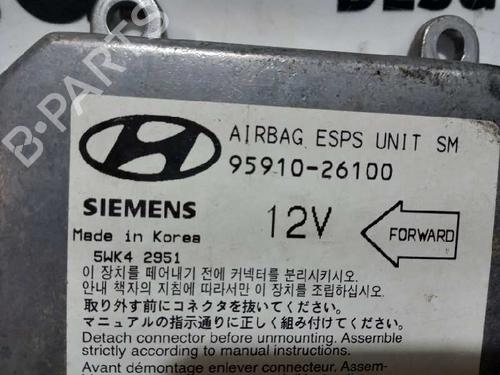 AIRBAG ESPS UNIT SM
95910-26100
SIEMENS
12V
FORWARD
Made in Korea
5WK4 2951
이 장치를 떼어내기 전에 커넥터를 분리시키시오.
안내 책자의 지침에 따라서만 이 장치를 조립하십시오.
取り外す前にコネクタを抜いてください。
マニュアルの指示通りに正しく組み付けてください。
Detach connector before unmounting. Assemble
strictly according to manual instructions.
Avant démontage enlever connecteur. Assem-
B-PARTS